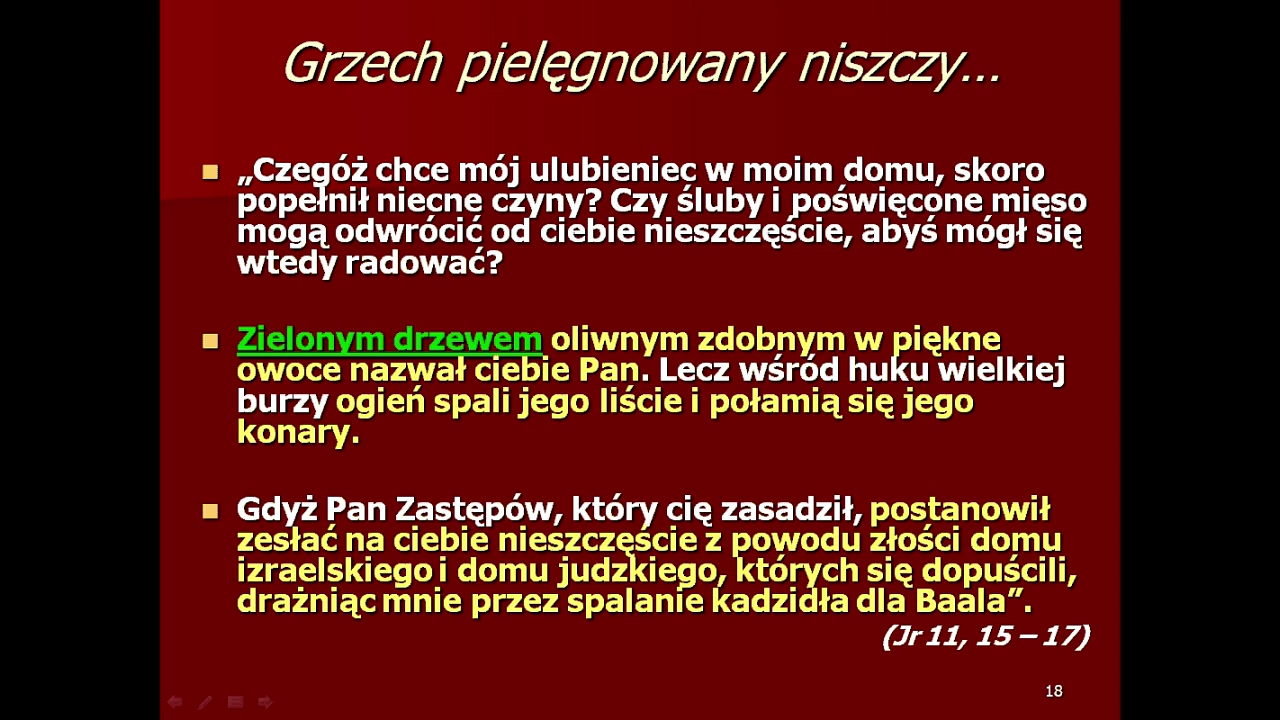 Grzech pielęgnowany niszczy...
„Czegóż chce mój ulubieniec w moim domu, skoro
popełnił niecne czyny? Czy śluby i poświęcone mięso
mogą odwrócić od ciebie nieszczęście, abyś mógł się
wtedy radować?
Zielonym drzewem oliwnym zdobnym w piękne
owoce nazwał ciebie Pan. Lecz wśród huku wielkiej
burzy ogień spali jego liście i połamią się jego
konary.
Gdyż Pan Zastępów, który cię zasadził, postanowił
zesłać na ciebie nieszczęście z powodu złości domu
izraelskiego i domu judzkiego, których się dopuścili,
drażniąc mnie przez spalanie kadzidła dla Baala”.
(Jr 11, 15 – 17)
18